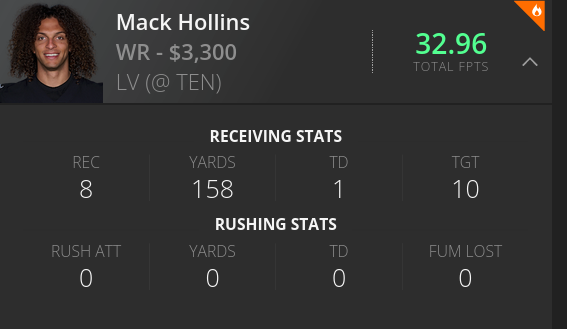 Mack Hollins
WR - $3,300
LV (@ TEN)
32.96
TOTAL FPTS
RECEIVING STATS
REC YARDS TD TGT
8 158 1 10
RUSHING STATS
RUSH ATT YARDS TD FUM LOST
0 0 0 0